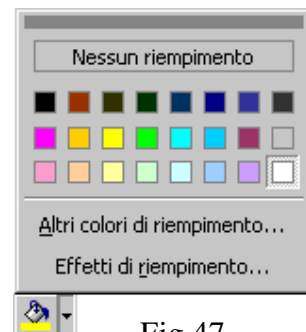 Nessun riempimento
Altri colori di riempimento...
Effetti di riempimento...
Fig 47